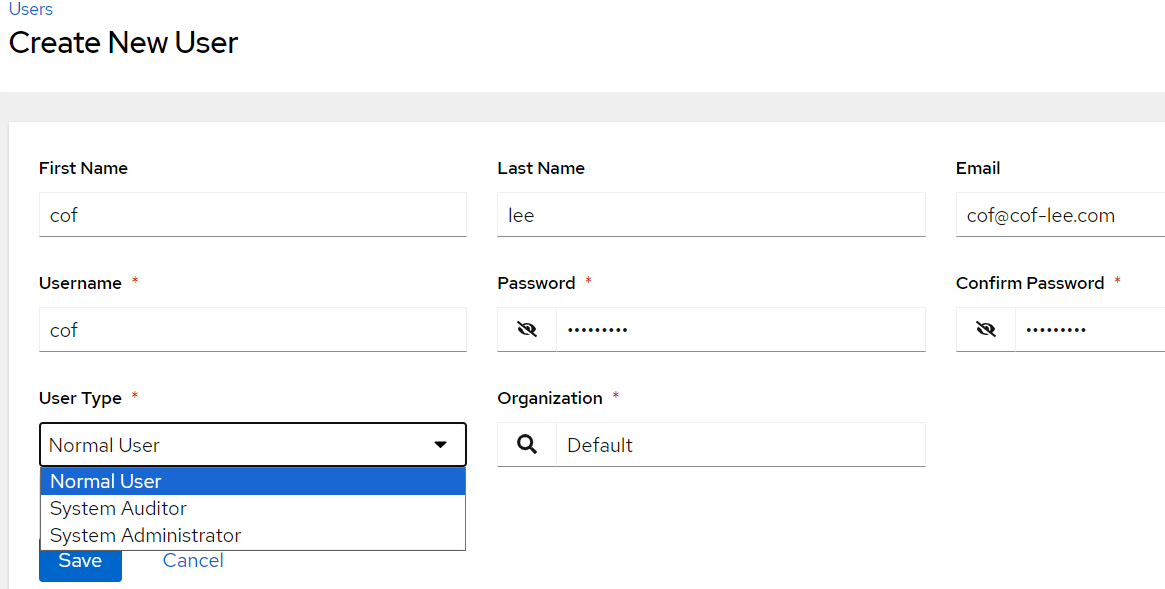 Users
Create New User
First Name Last Name Email
cof lee cof@cof-lee.com
Username * Password * Confirm Password *
cof ••••••••• •••••••••
User Type * Organization *
Normal User Default
Normal User
System Auditor
System Administrator
Save Cancel